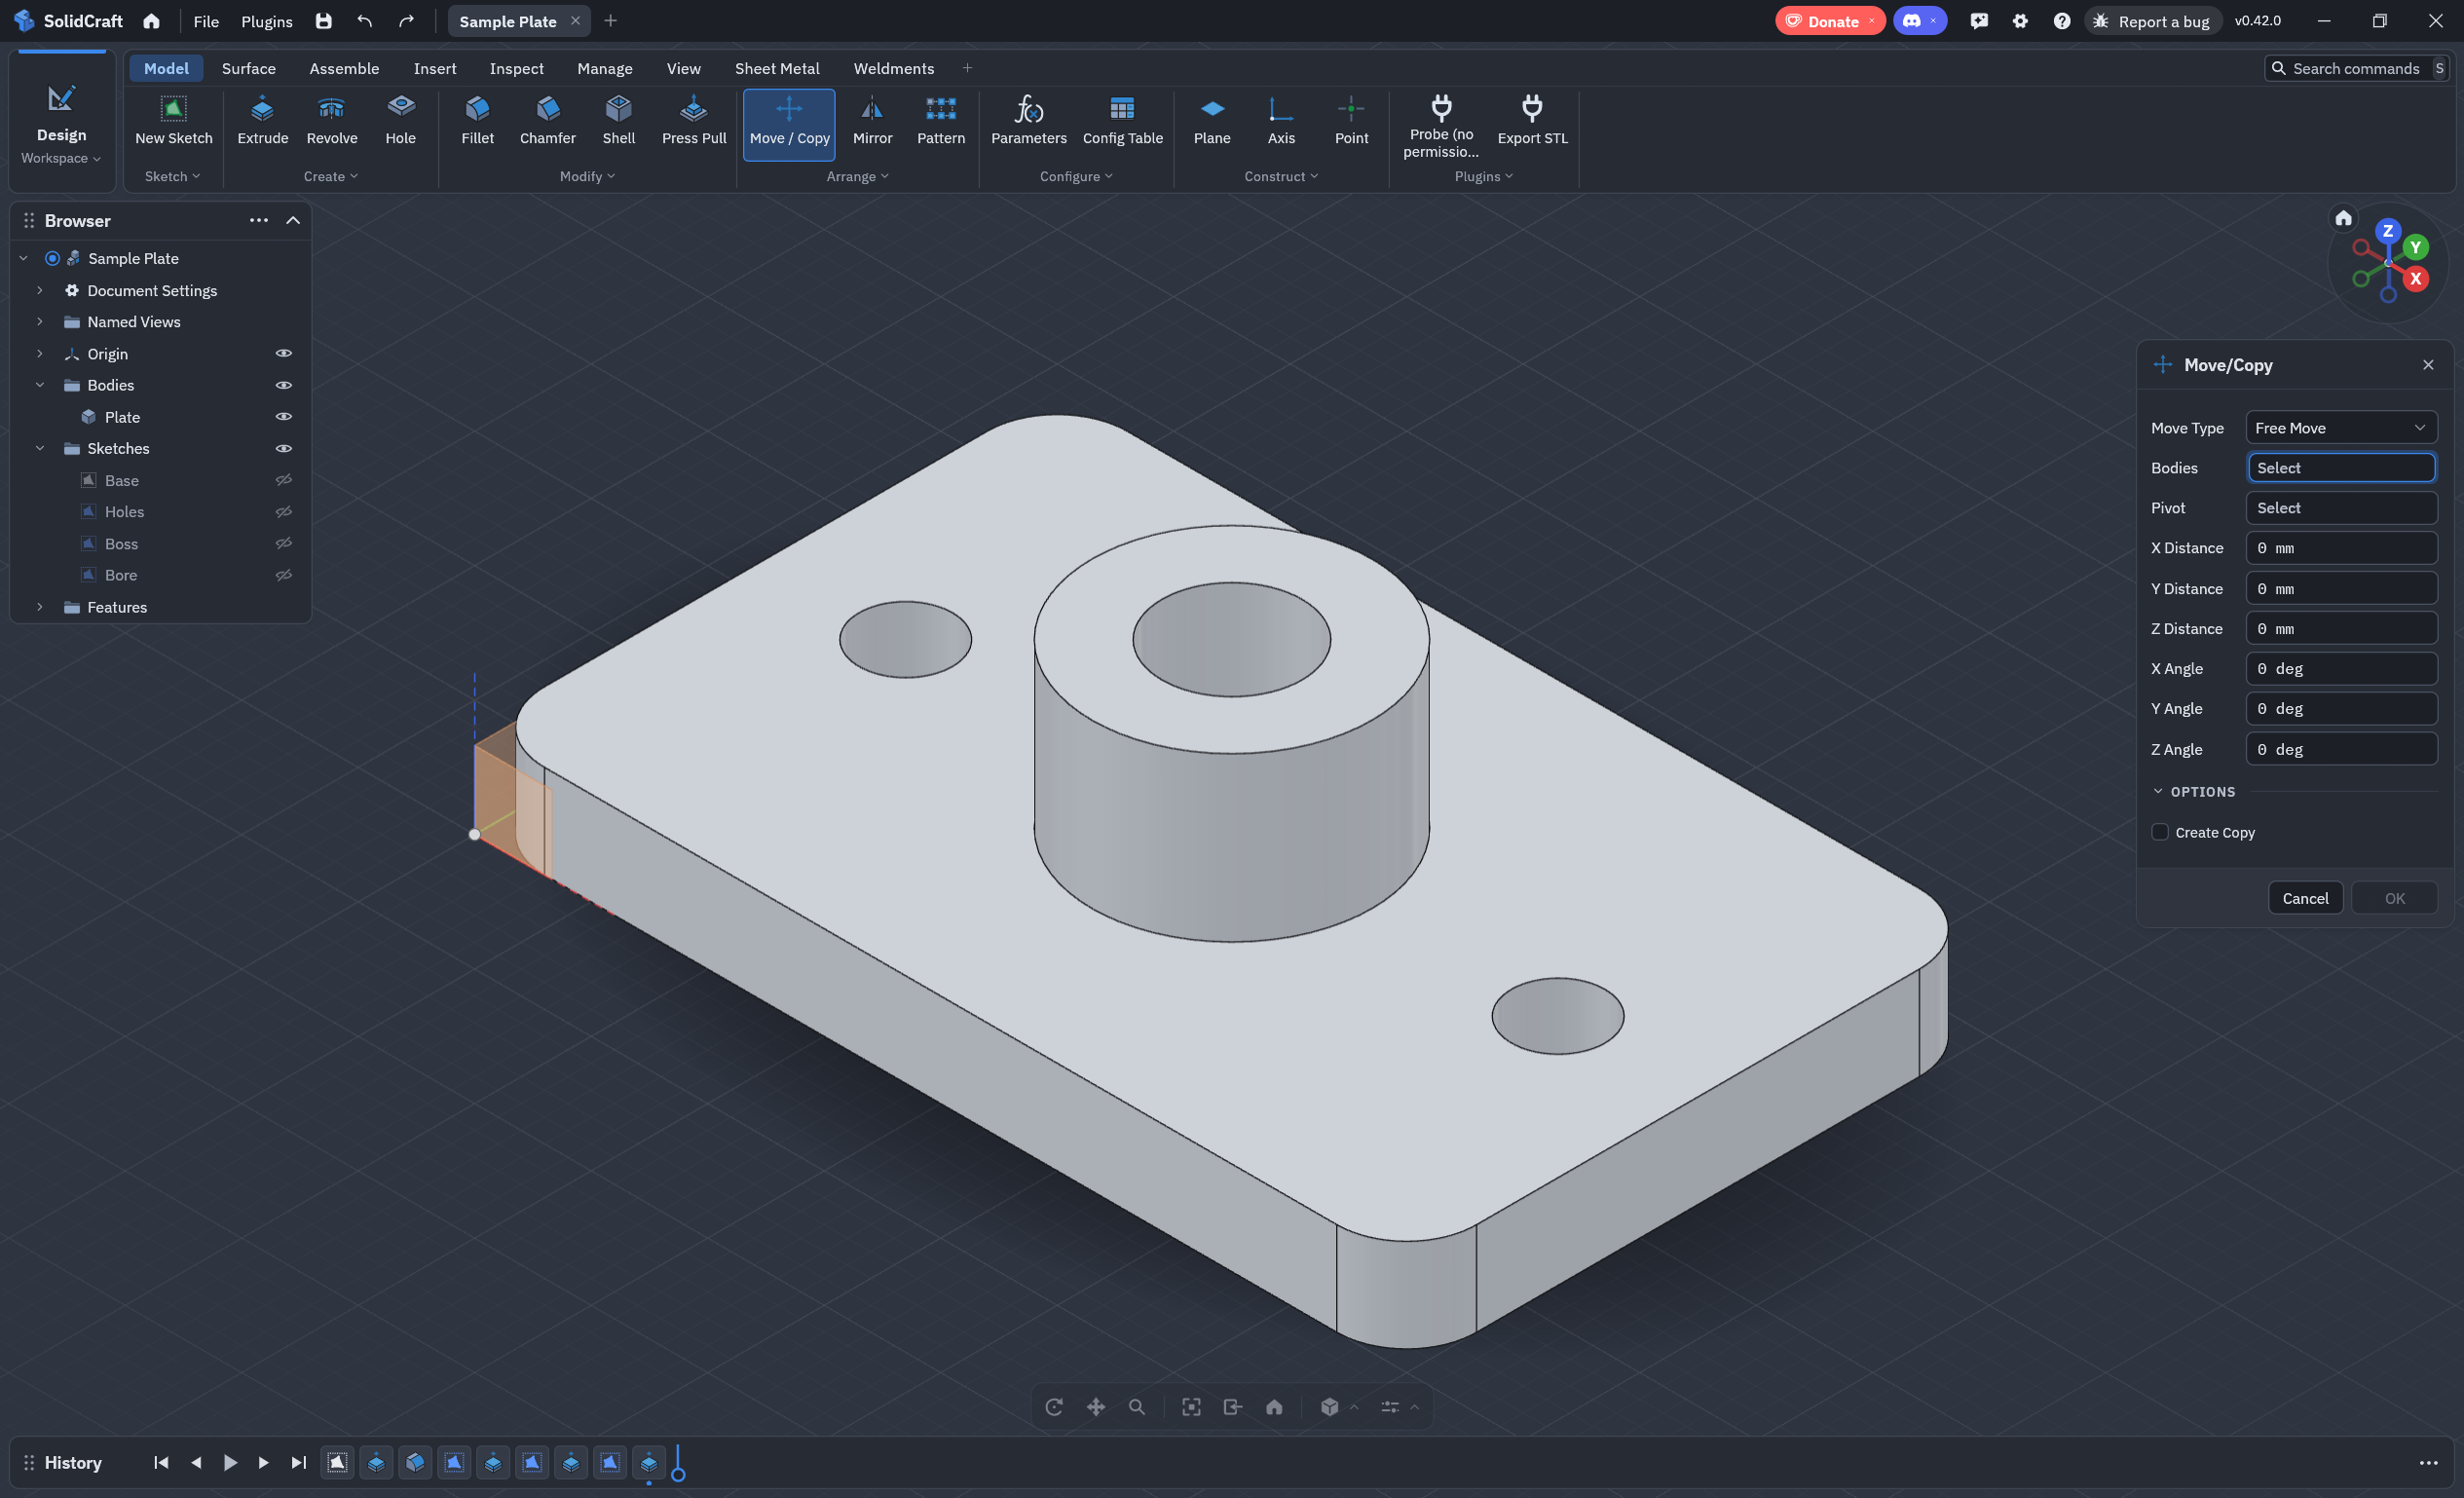 SolidCraft File Plugins Sample Plate Donate Report a bug v0.42.0
Design
Workspace
Model Surface Assemble Insert Inspect Manage View Sheet Metal Weldments
Search commands S
New Sketch Extrude Revolve Hole Fillet Chamfer Shell Press Pull Move / Copy Mirror Pattern Parameters Config Table Plane Axis Point Probe (no permissio... Export STL
Sketch Create Modify Arrange Configure Construct Plugins
Browser
Sample Plate
Document Settings
Named Views
Origin
Bodies
Plate
Sketches
Base
Holes
Boss
Bore
Features
Z
Y
X
Move/Copy
Move Type Free Move
Bodies Select
Pivot Select
X Distance 0 mm
Y Distance 0 mm
Z Distance 0 mm
X Angle 0 deg
Y Angle 0 deg
Z Angle 0 deg
OPTIONS
Create Copy
Cancel OK
History